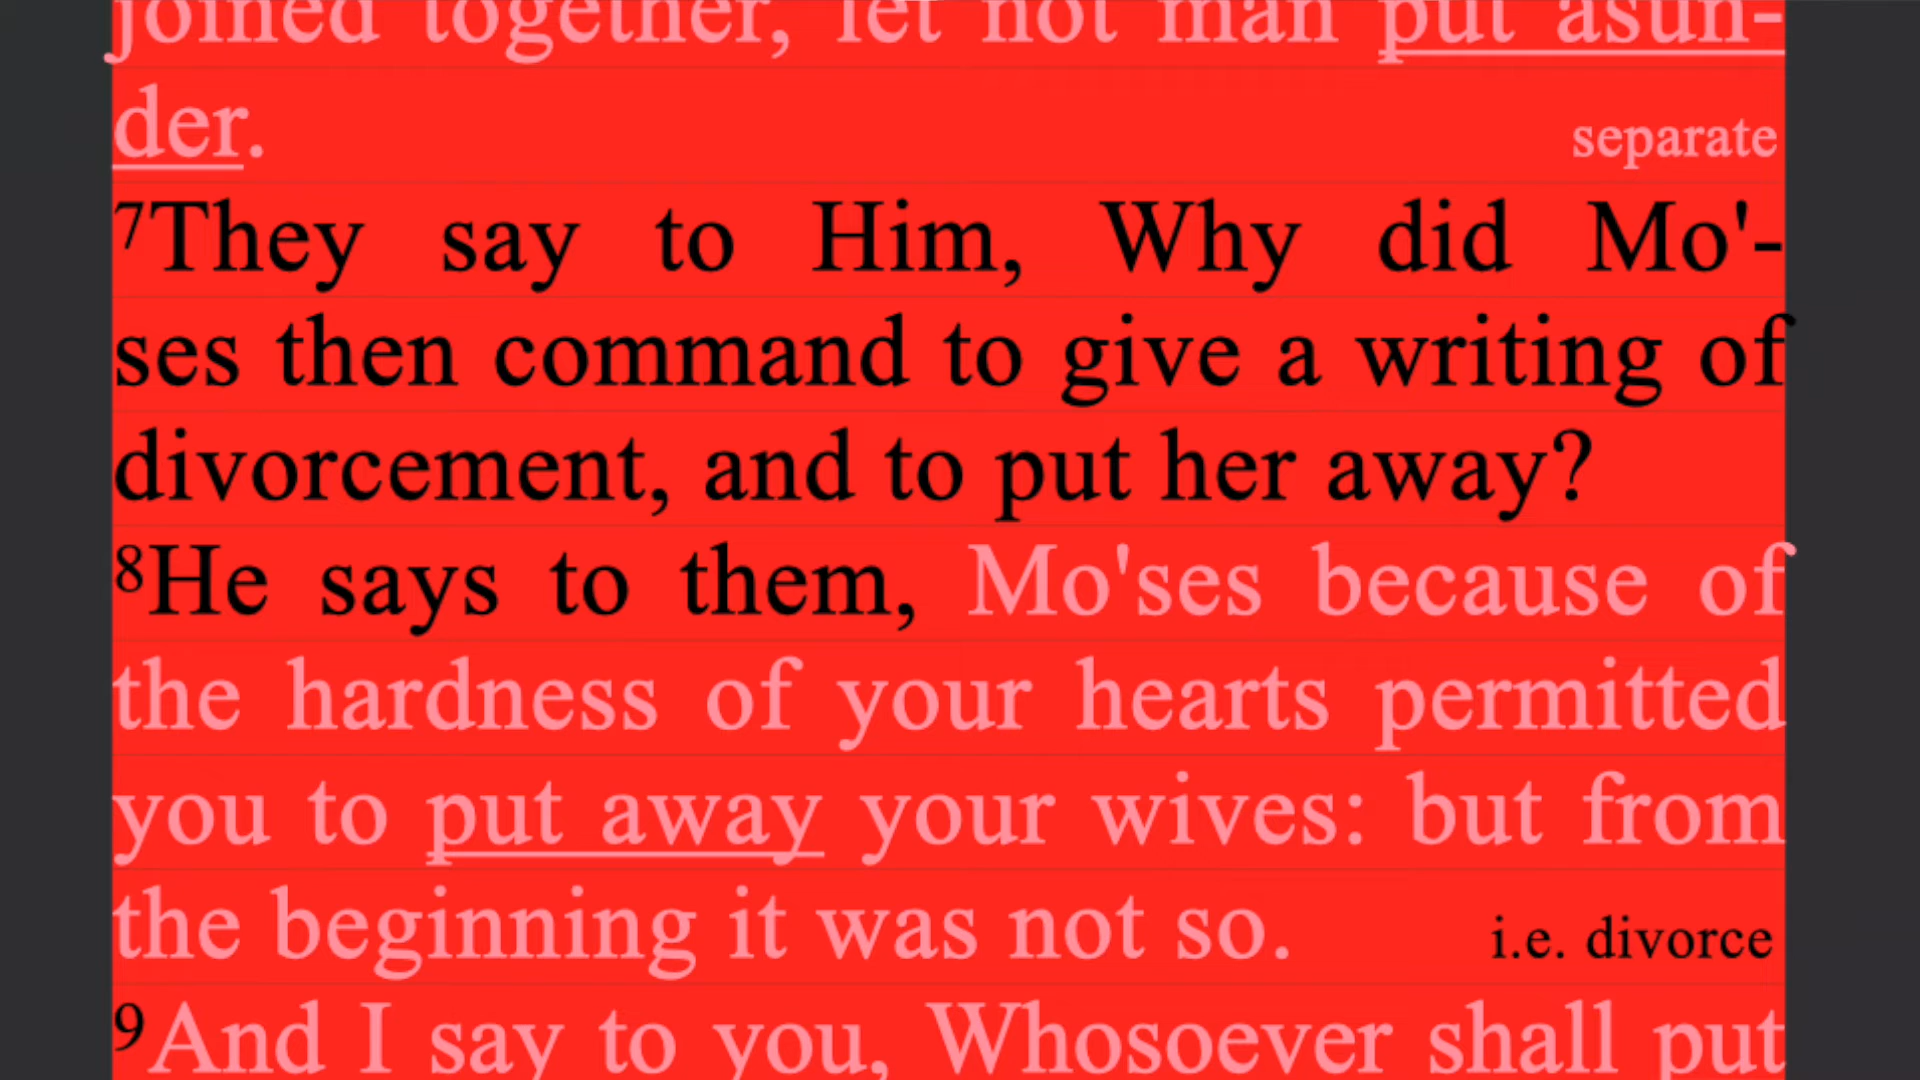 joined together, let not man put asun-
der. separate
7They say to Him, Why did Mo'-
ses then command to give a writing of
divorcement, and to put her away?
8He says to them, Mo'ses because of
the hardness of your hearts permitted
you to put away your wives: but from
the beginning it was not so. i.e. divorce
9And I say to you, Whosoever shall put